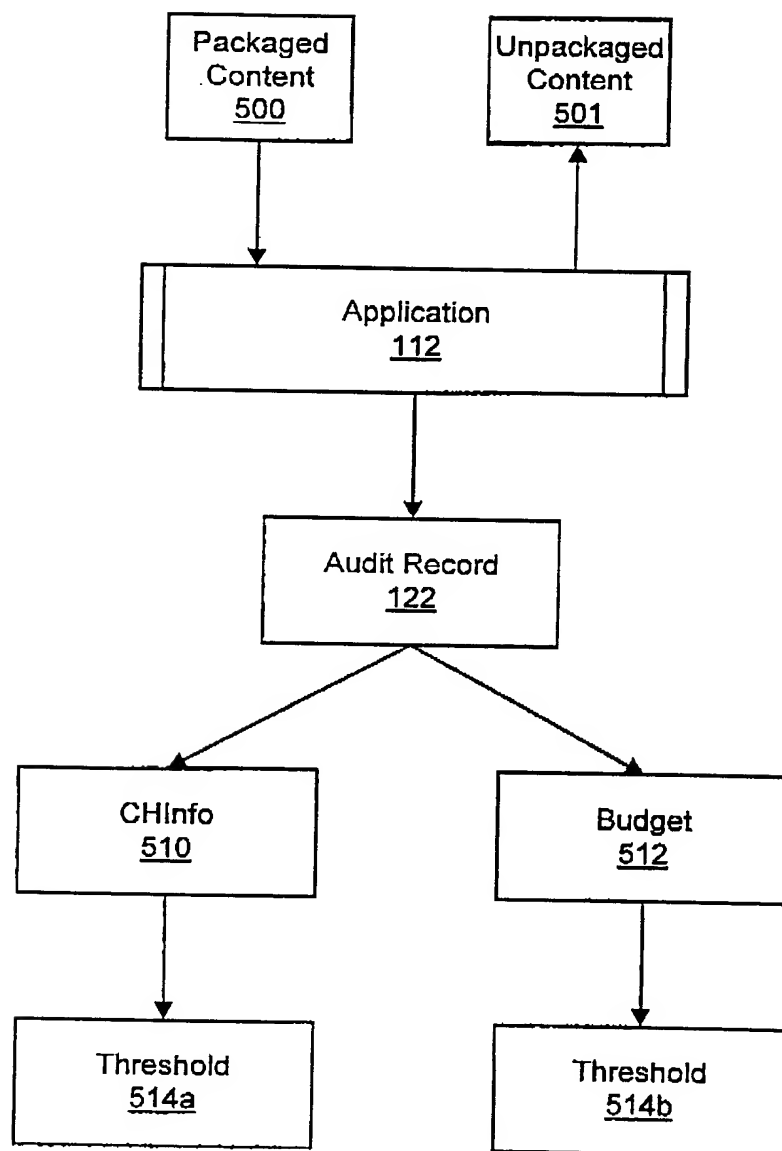 Packaged
Content
500
Unpackaged
Content
501
Application
112
Audit Record
122
CHInfo
510
Budget
512
Threshold
514a
Threshold
514b